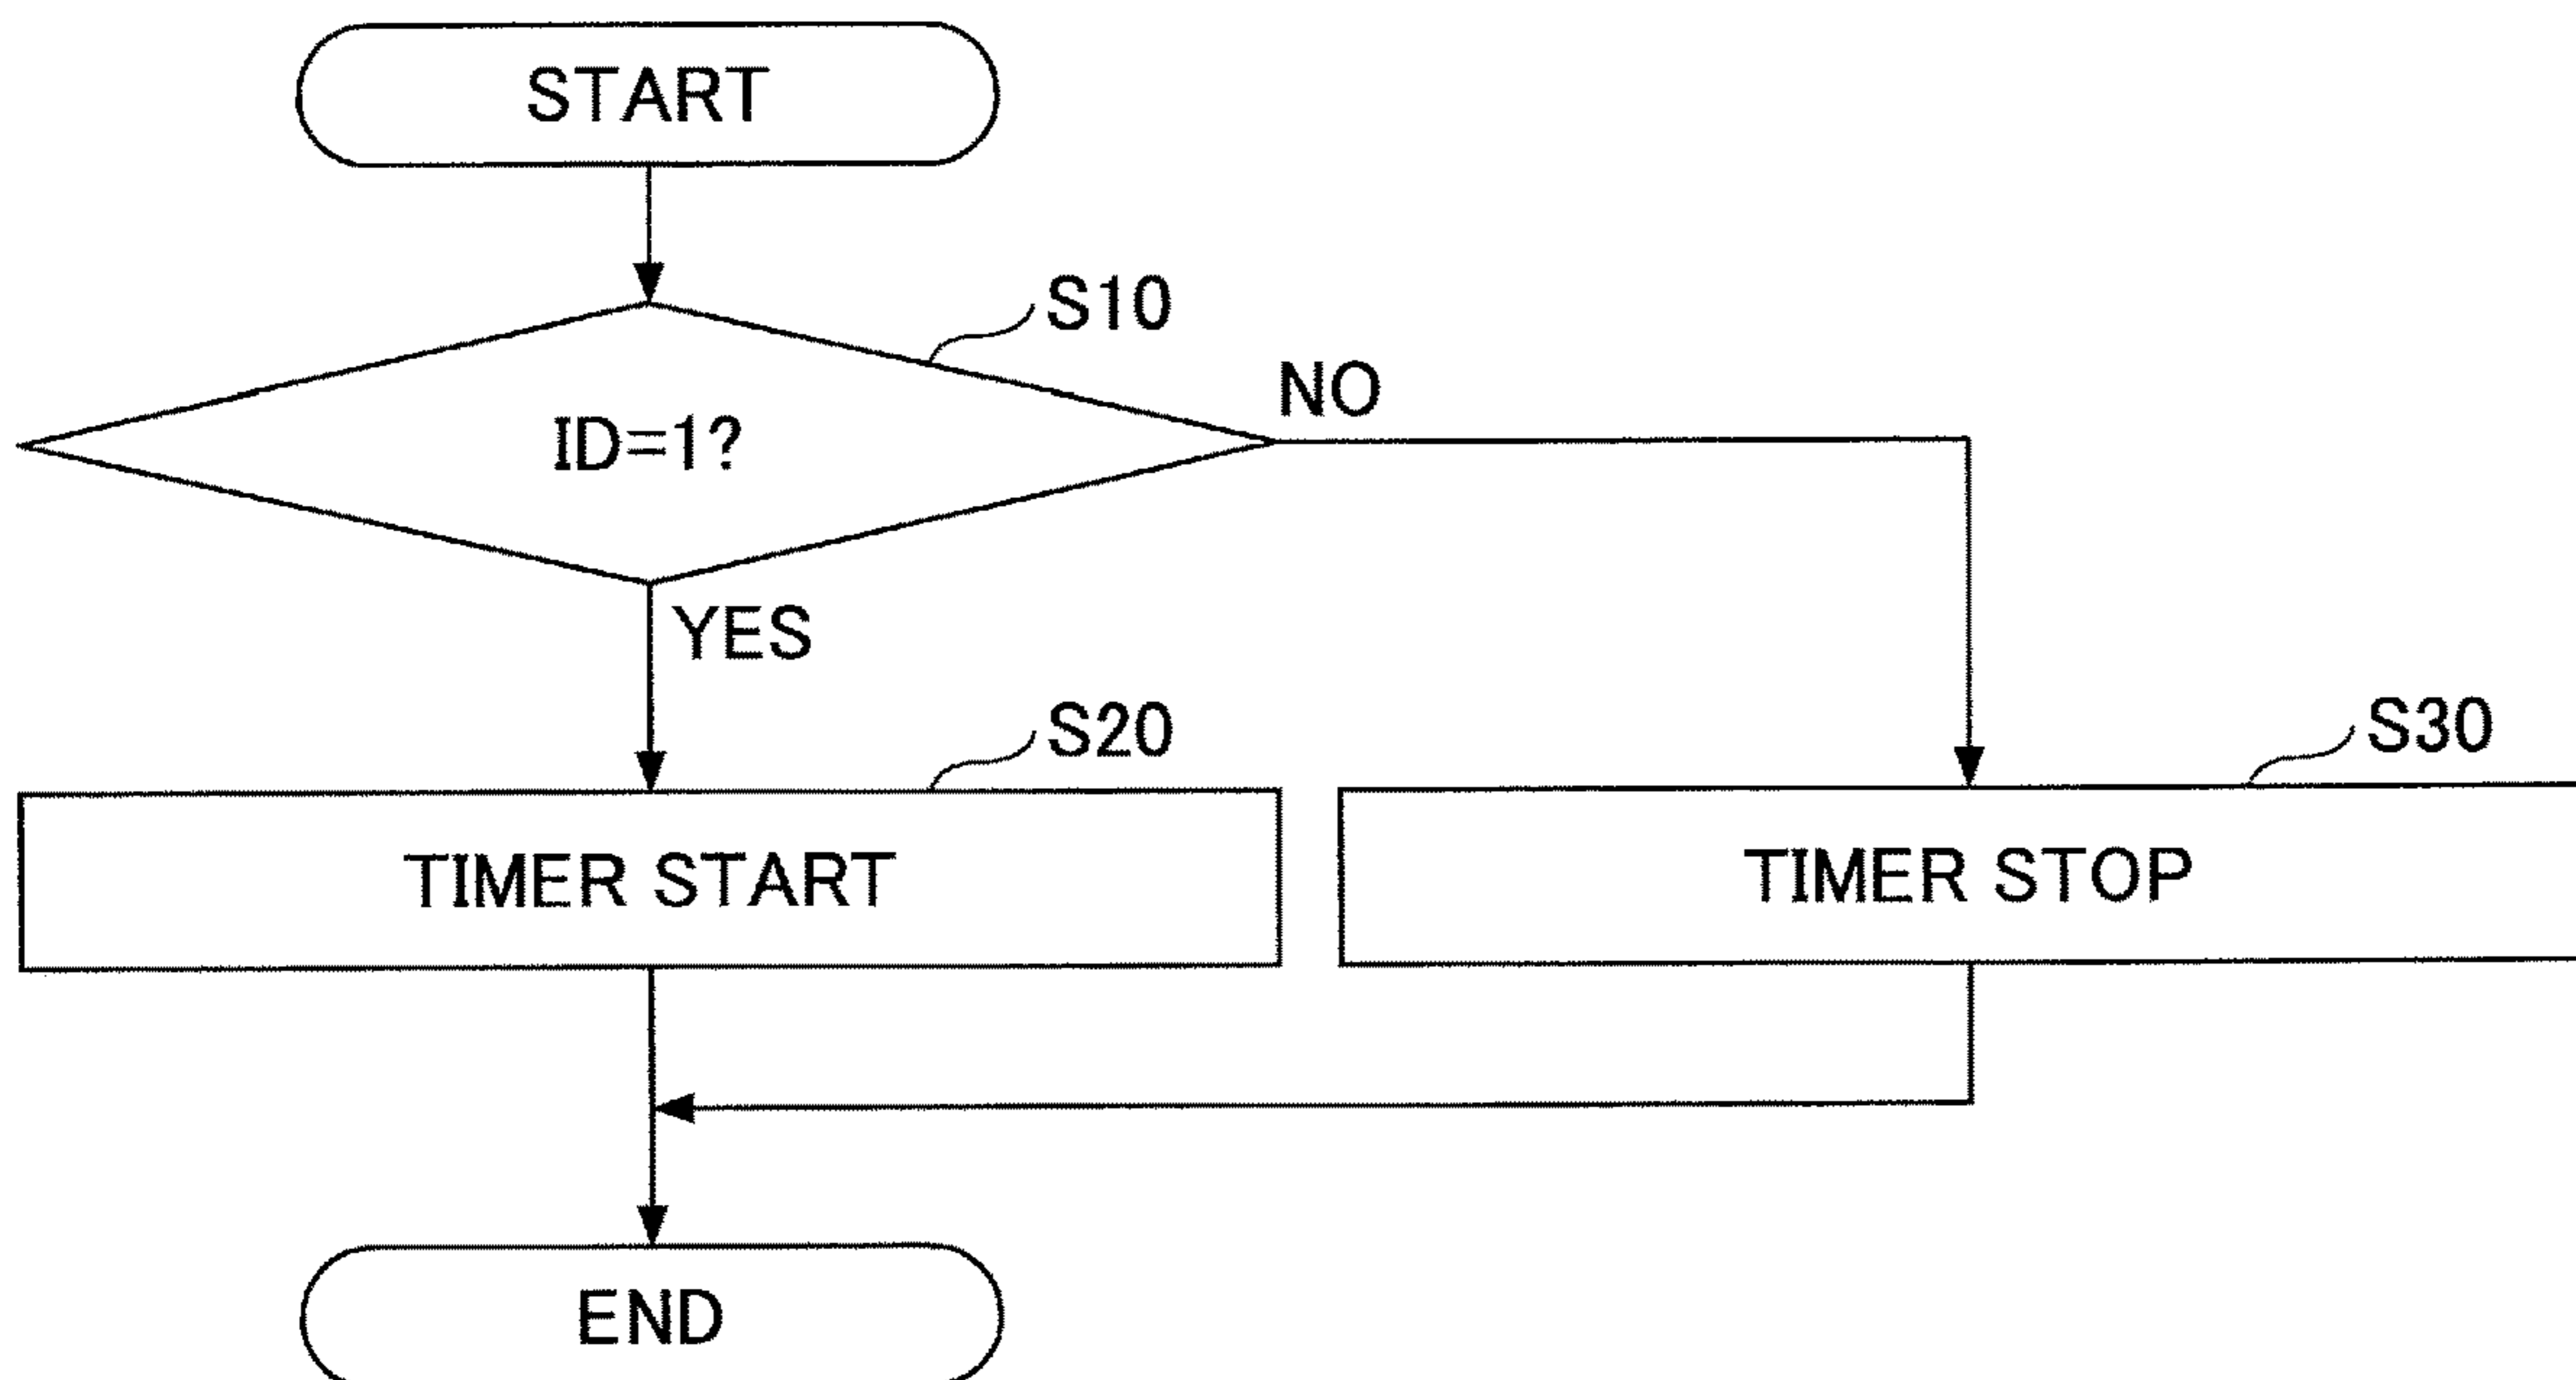 START
S10
ID=1?
NO
YES
S20
S30
TIMER START
TIMER STOP
END